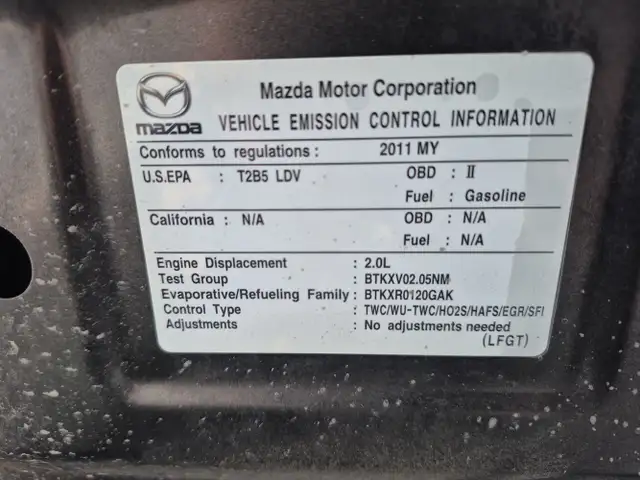 Mazda Motor Corporation
mazda VEHICLE EMISSION CONTROL INFORMATION
Conforms to regulations : 2011 MY
U.S.EPA : T2B5 LDV OBD : II
Fuel : Gasoline
California : N/A OBD : N/A
Fuel : N/A
Engine Displacement : 2.0L
Test Group : BTKXV02.05NM
Evaporative/Refueling Family : BTKXR0120GAK
Control Type : TWC/WU-TWC/HO2S/HAFS/EGR/SFI
Adjustments : No adjustments needed
(LFGT)